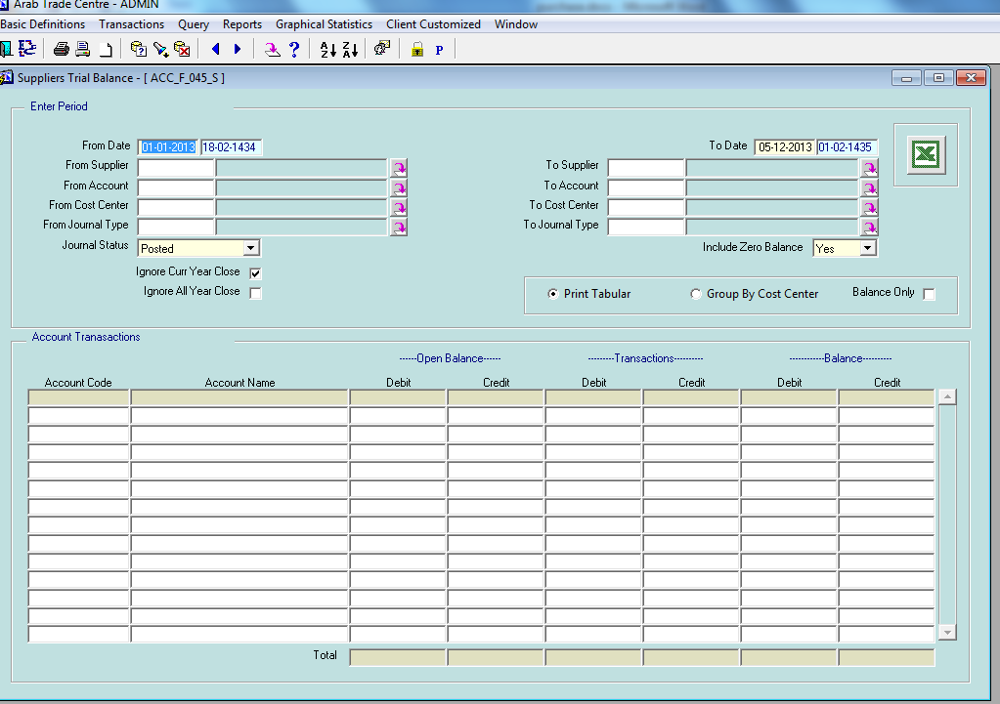 Arab Trade Centre - ADMIN
Basic Definitions Transactions Query Reports Graphical Statistics Client Customized Window
A Z Z A P
Suppliers Trial Balance - [ ACC_F_045_S ]
Enter Period
From Date 01-01-2013 18-02-1434 To Date 05-12-2013 01-02-1435
From Supplier To Supplier
From Account To Account
From Cost Center To Cost Center
From Journal Type To Journal Type
Journal Status Posted Include Zero Balance Yes
Ignore Curr Year Close
Ignore All Year Close
Print Tabular Group By Cost Center Balance Only
Account Tranasactions
------Open Balance------ ---------Transactions---------- ------------Balance----------
Account Code Account Name Debit Credit Debit Credit Debit Credit
Total